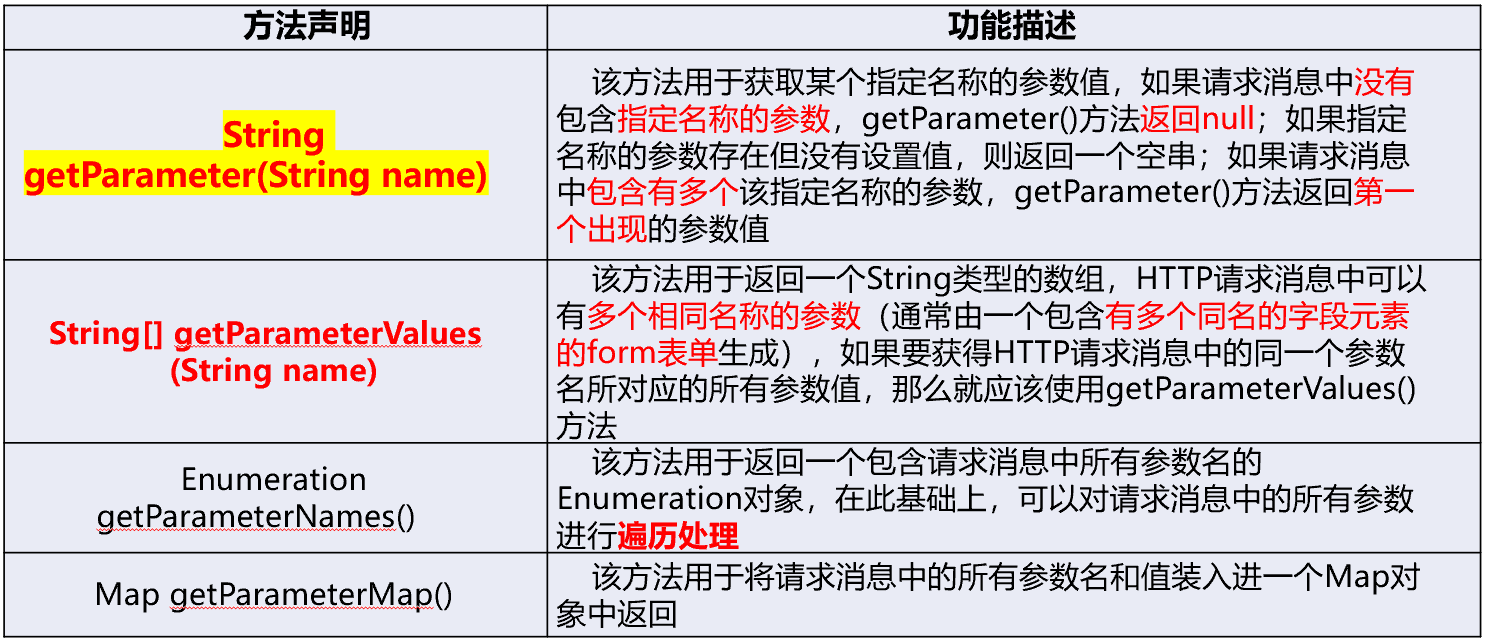 方法声明
功能描述
String
getParameter(String name)
该方法用于获取某个指定名称的参数值，如果请求消息中没有
包含指定名称的参数，getParameter()方法返回null；如果指定
名称的参数存在但没有设置值，则返回一个空串；如果请求消息
中包含有多个该指定名称的参数，getParameter()方法返回第一
个出现的参数值
String[] getParameterValues
(String name)
该方法用于返回一个String类型的数组，HTTP请求消息中可以
有多个相同名称的参数（通常由一个包含有多个同名的字段元素
的form表单生成），如果要获得HTTP请求消息中的同一个参数
名所对应的所有参数值，那么就应该使用getParameterValues()
方法
Enumeration
getParameterNames()
该方法用于返回一个包含请求消息中所有参数名的
Enumeration对象，在此基础上，可以对请求消息中的所有参数
进行遍历处理
Map getParameterMap()
该方法用于将请求消息中的所有参数名和值装入进一个Map对
象中返回